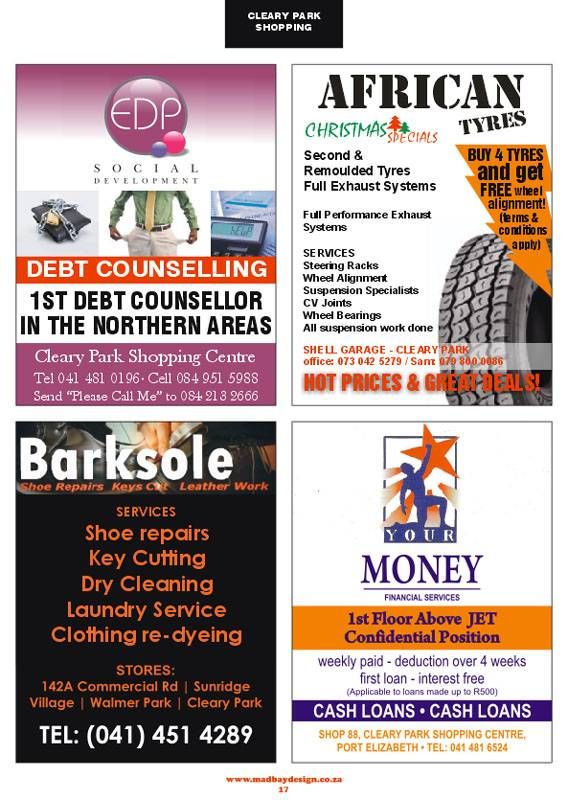 CLEARY PARK
SHOPPING
EDP
SOCIAL
DEVELOPMENT
DEBT COUNSELLING
1ST DEBT COUNSELLOR
IN THE NORTHERN AREAS
Cleary Park Shopping Centre
Tel 041 481 0196 · Cell 084 951 5988
Send "Please Call Me" to 084 213 2666
AFRICAN
TYRES
CHRISTMAS SPECIALS
Second &
Remoulded Tyres
Full Exhaust Systems
Full Performance Exhaust
Systems
SERVICES
Steering Racks
Wheel Alignment
Suspension Specialists
CV Joints
Wheel Bearings
All suspension work done
BUY 4 TYRES
and get
FREE wheel
alignment!
(terms &
conditions
apply)
SHELL GARAGE - CLEARY PARK
office: 073 042 5279 / Sam: 079 800 0086
HOT PRICES & GREAT DEALS!
Barksole
Shoe Repairs Keys Cut Leather Work
SERVICES
Shoe repairs
Key Cutting
Dry Cleaning
Laundry Service
Clothing re-dyeing
STORES:
142A Commercial Rd | Sunridge
Village | Walmer Park | Cleary Park
TEL: (041) 451 4289
YOUR
MONEY
FINANCIAL SERVICES
1st Floor Above JET
Confidential Position
weekly paid - deduction over 4 weeks
first loan - interest free
(Applicable to loans made up to R500)
CASH LOANS • CASH LOANS
SHOP 88, CLEARY PARK SHOPPING CENTRE,
PORT ELIZABETH • TEL: 041 481 6524
www.madbaydesign.co.za
17